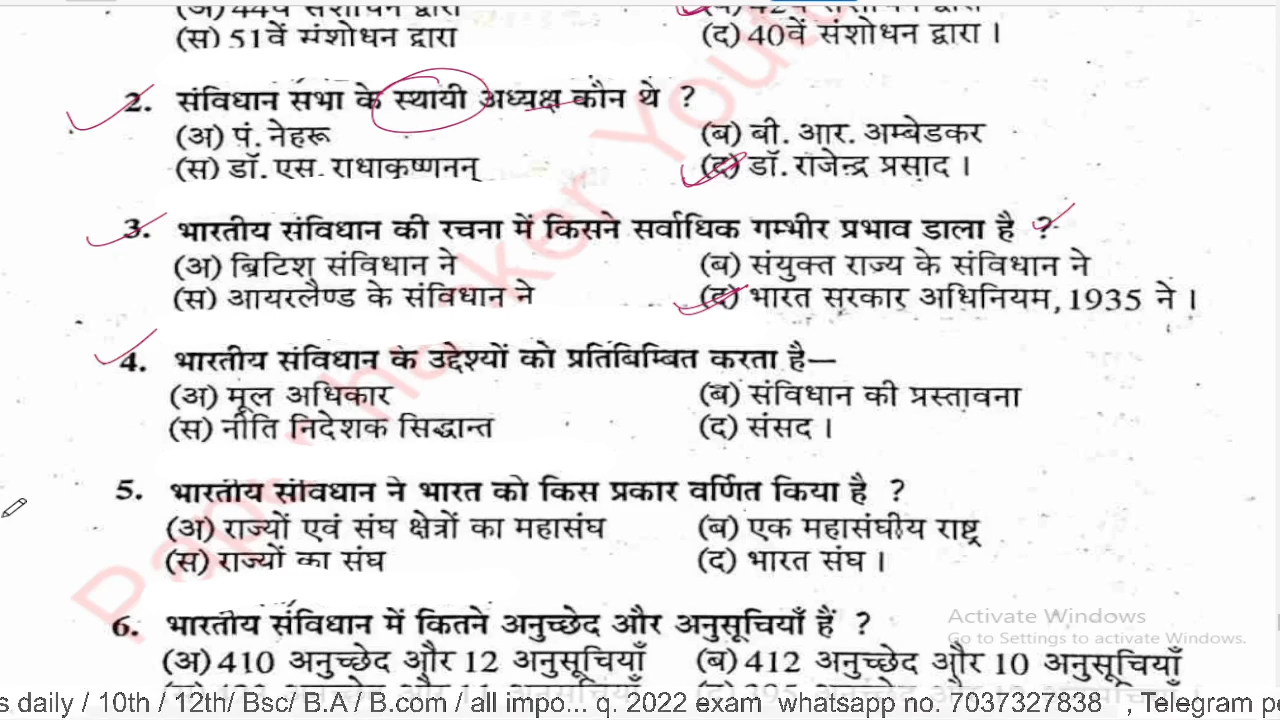 (अ) 44वें संशोधन द्वारा (ब) 42वें संशोधन द्वारा
(स) 51वें संशोधन द्वारा (द) 40वें संशोधन द्वारा ।
2. संविधान सभा के स्थायी अध्यक्ष कौन थे ?
(अ) पं. नेहरू (ब) बी. आर. अम्बेडकर
(स) डॉ. एस. राधाकृष्णनन् (द) डॉ. राजेन्द्र प्रसाद ।
3. भारतीय संविधान की रचना में किसने सर्वाधिक गम्भीर प्रभाव डाला है ?
(अ) ब्रिटिश संविधान ने (ब) संयुक्त राज्य के संविधान ने
(स) आयरलैण्ड के संविधान ने (द) भारत सरकार अधिनियम, 1935 ने ।
4. भारतीय संविधान के उद्देश्यों को प्रतिबिम्बित करता है—
(अ) मूल अधिकार (ब) संविधान की प्रस्तावना
(स) नीति निदेशक सिद्धान्त (द) संसद ।
5. भारतीय संविधान ने भारत को किस प्रकार वर्णित किया है ?
(अ) राज्यों एवं संघ क्षेत्रों का महासंघ (ब) एक महासंघीय राष्ट्र
(स) राज्यों का संघ (द) भारत संघ ।
6. भारतीय संविधान में कितने अनुच्छेद और अनुसूचियाँ हैं ?
(अ) 410 अनुच्छेद और 12 अनुसूचियाँ (ब) 412 अनुच्छेद और 10 अनुसूचियाँ
Activate Windows
Go to Settings to activate Windows.
s daily / 10th / 12th/ Bsc/ B.A / B.com / all impo... q. 2022 exam whatsapp no. 7037327838 , Telegram